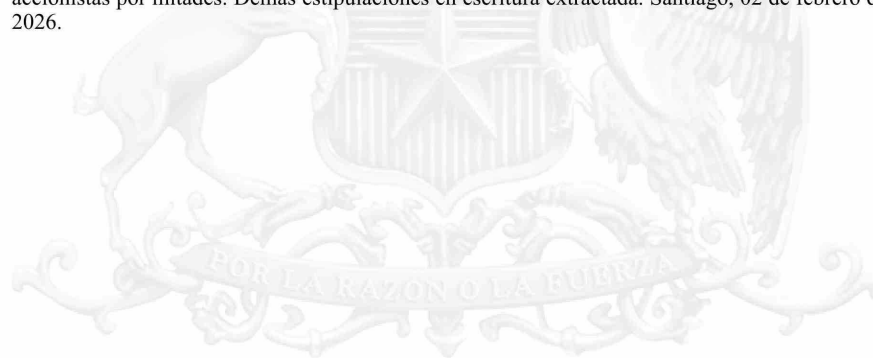 accionistas por mitades. Demás estipulaciones en escritura extractada. Santiago, 02 de febrero
2026.
POR LA RAZON O LA FUERZA